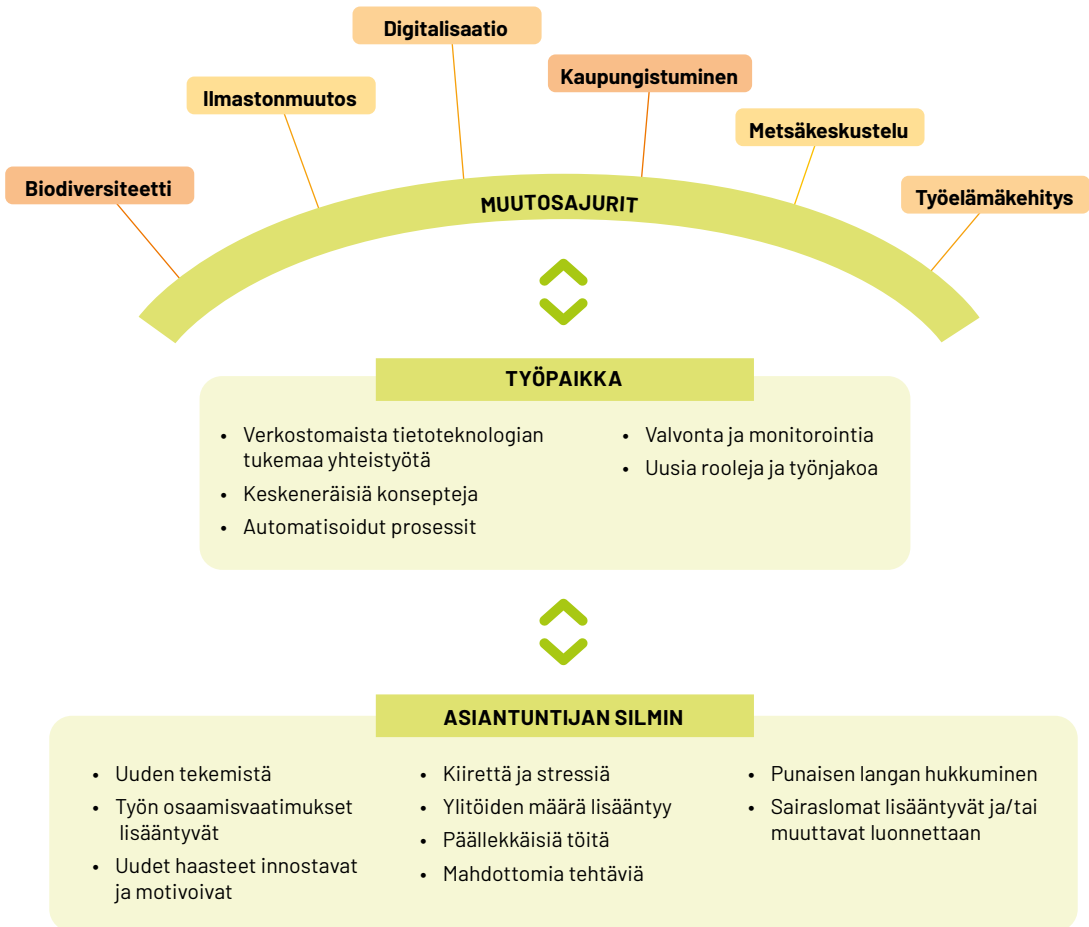 Digitalisaatio
Kaupungistuminen
Ilmastonmuutos
Metsäkeskustelu
Biodiversiteetti
Työelämäkehitys
MUUTOSAJURIT
TYÖPAIKKA
• Verkostomaista tietoteknologian
tukemaa yhteistyötä
• Keskeneräisiä konsepteja
• Automatisoidut prosessit
• Valvonta ja monitorointia
• Uusia rooleja ja työnjakoa
ASIANTUNTIJAN SILMIN
• Uuden tekemistä
• Työn osaamisvaatimukset
lisääntyvät
• Uudet haasteet innostavat
ja motivoivat
• Kiirettä ja stressiä
• Ylitöiden määrä lisääntyy
• Päällekkäisiä töitä
• Mahdottomia tehtäviä
• Punaisen langan hukkuminen
• Sairaslomat lisääntyvät ja/tai
muuttavat luonnettaan